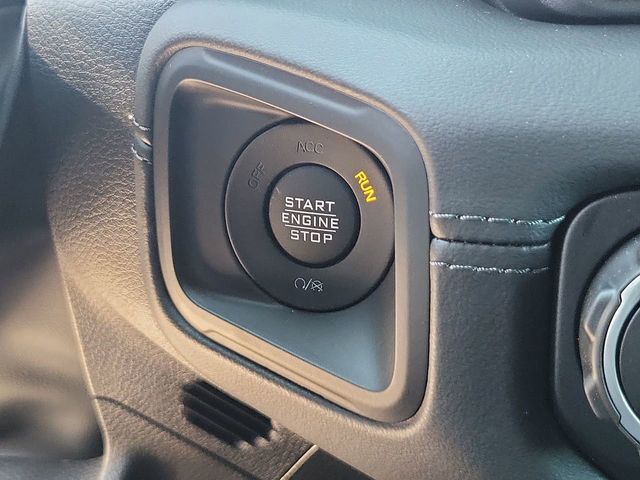 OFF
ACC
RUN
START
ENGINE
STOP